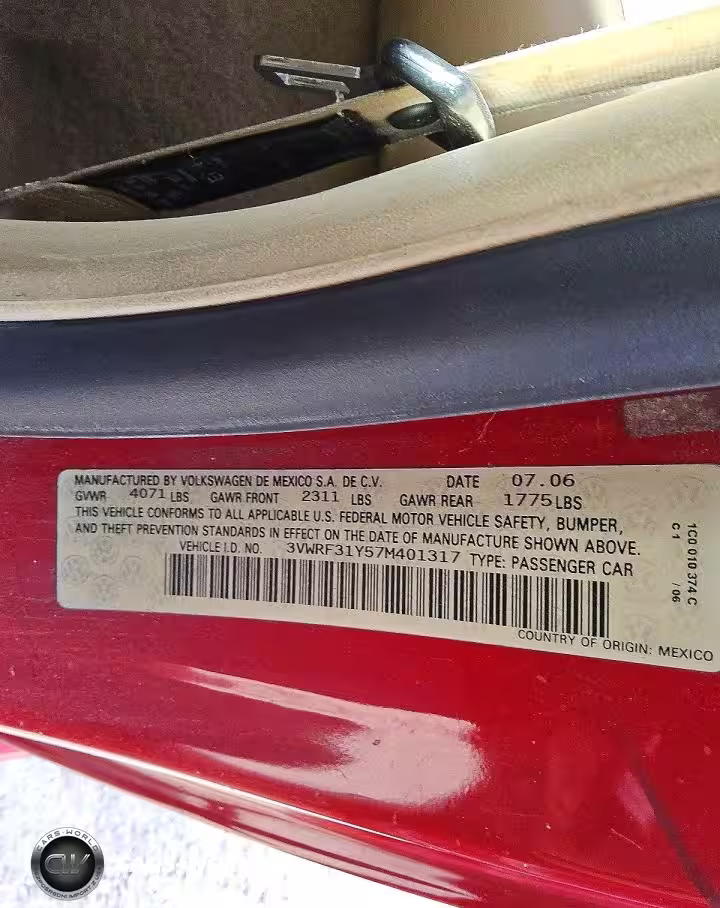 MANUFACTURED BY VOLKSWAGEN DE MEXICO S.A. DE C.V. DATE 07.06
GVWR 4071 LBS GAWR FRONT 2311 LBS GAWR REAR 1775 LBS
THIS VEHICLE CONFORMS TO ALL APPLICABLE U.S. FEDERAL MOTOR VEHICLE SAFETY, BUMPER,
AND THEFT PREVENTION STANDARDS IN EFFECT ON THE DATE OF MANUFACTURE SHOWN ABOVE.
VEHICLE I.D. NO. 3VWRF31Y57M401317 TYPE: PASSENGER CAR
COUNTRY OF ORIGIN: MEXICO
1C0 010 374 C
C1 /06
CARS-WORLD
CW